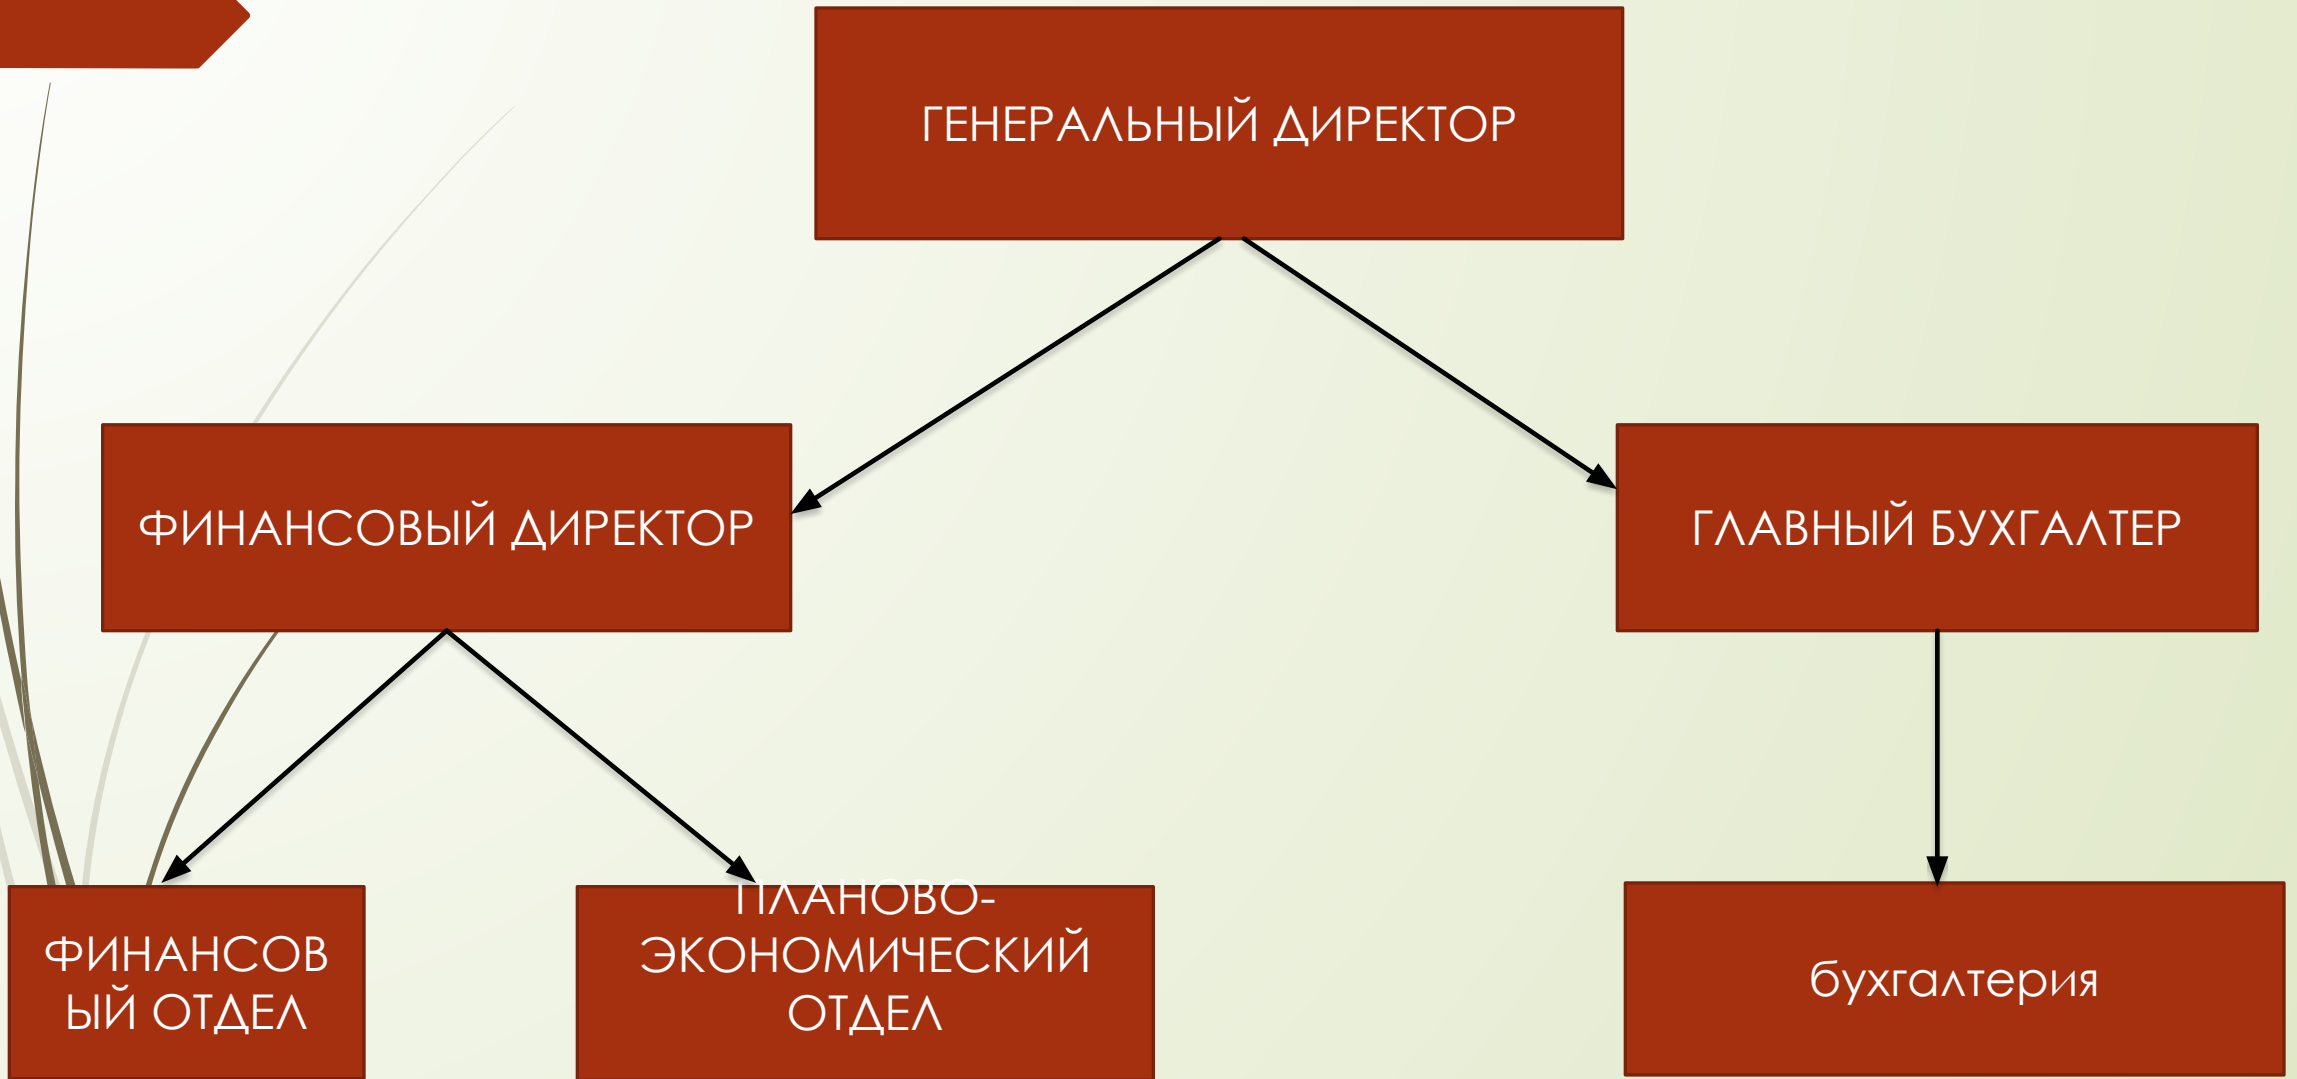 ГЕНЕРАЛЬНЫЙ ДИРЕКТОР
ФИНАНСОВЫЙ ДИРЕКТОР
ГЛАВНЫЙ БУХГАЛТЕР
ФИНАНСОВ
ЫЙ ОТДЕЛ
ПЛАНОВО-
ЭКОНОМИЧЕСКИЙ
ОТДЕЛ
бухгалтерия